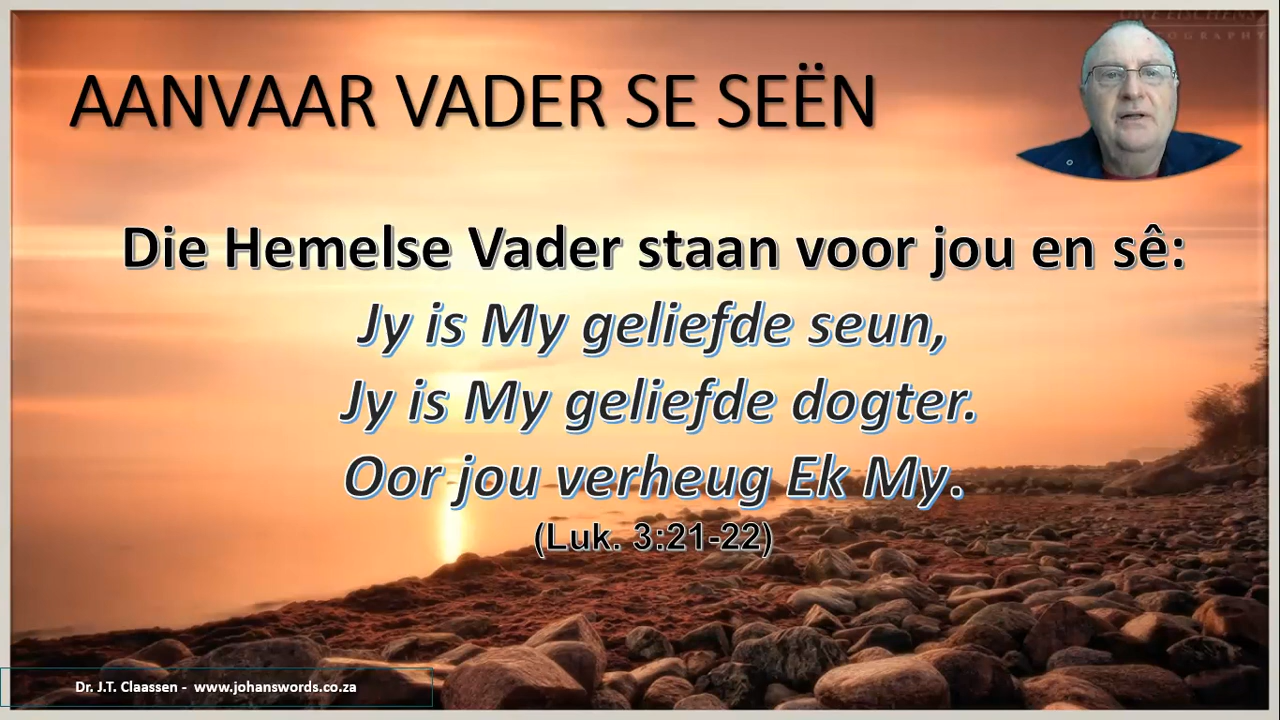 AANVAAR VADER SE SEËN
Die Hemelse Vader staan voor jou en sê:
Jy is My geliefde seun,
Jy is My geliefde dogter.
Oor jou verheug Ek My.
(Luk. 3:21-22)
Dr. J.T. Claassen - www.johanswords.co.za